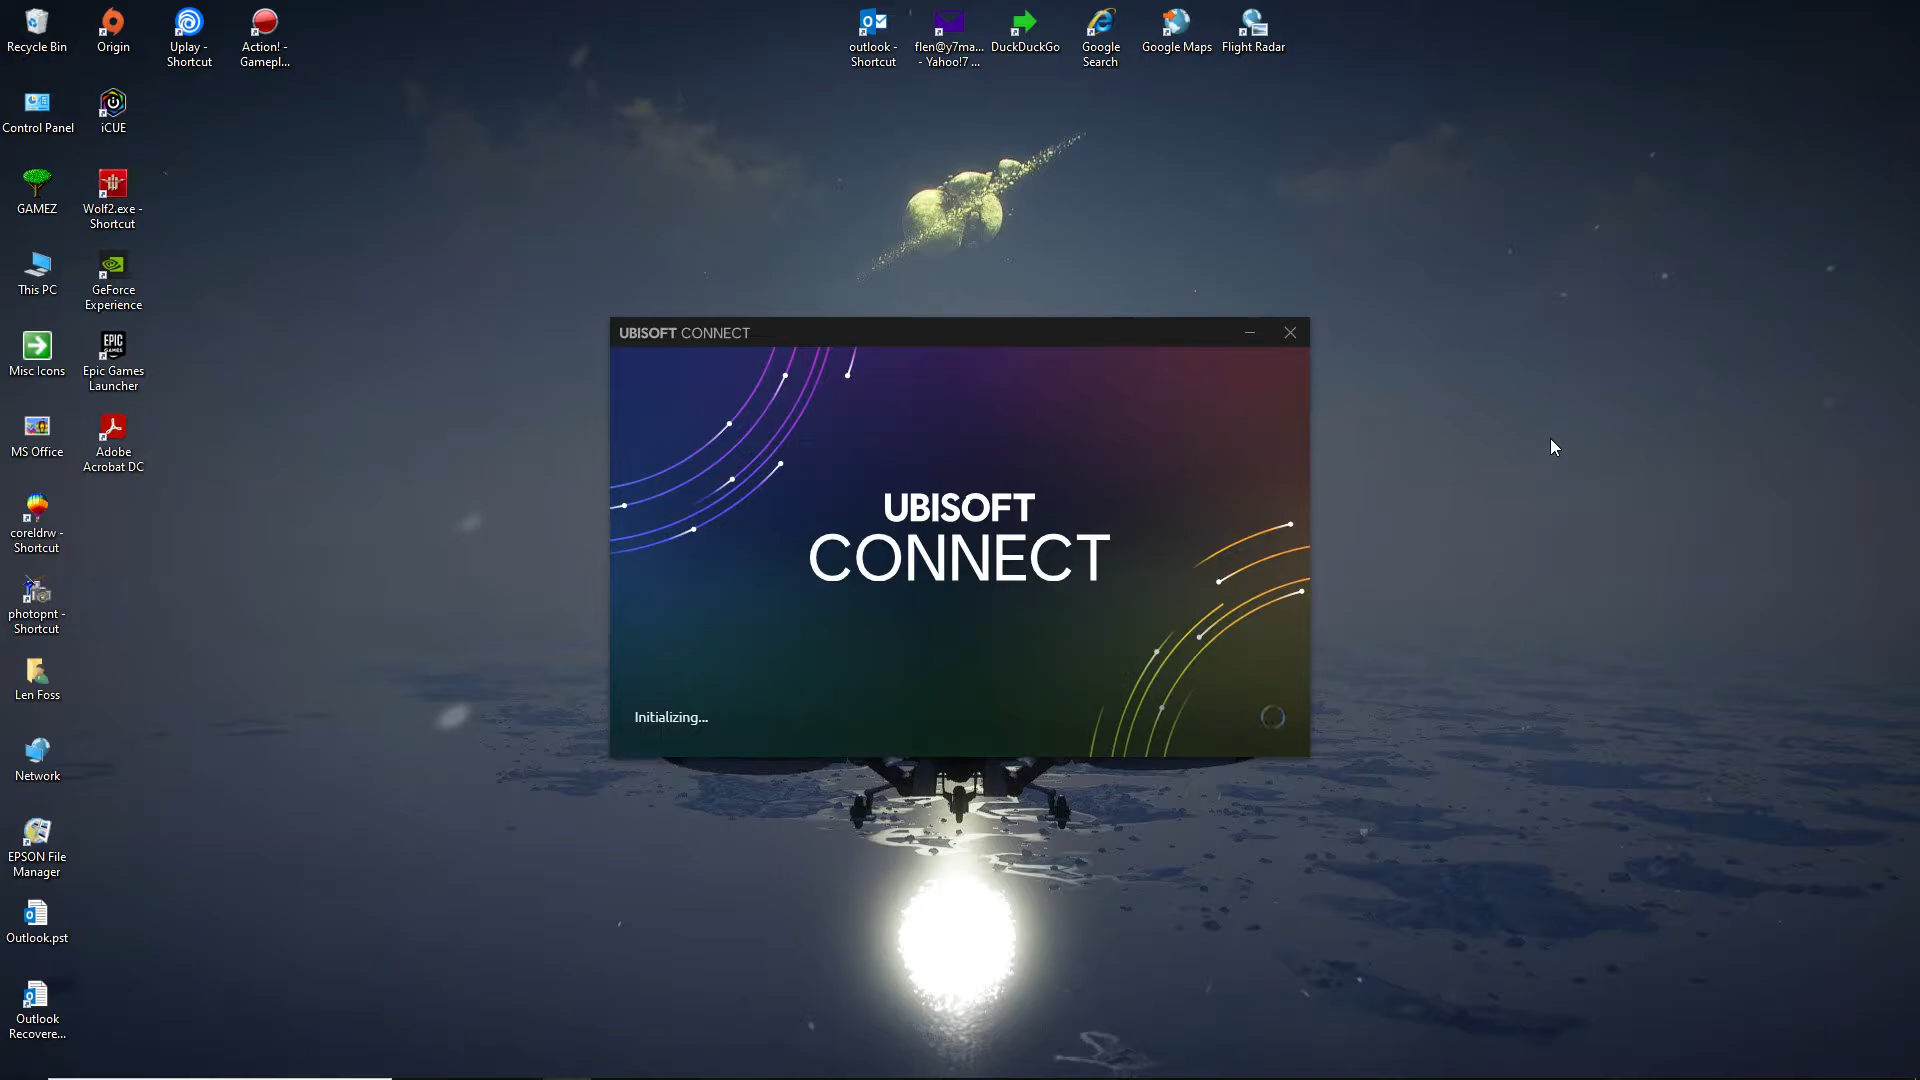 Recycle Bin
Origin
Uplay -
Shortcut
Action! -
Gamepl...
outlook -
Shortcut
flen@y7ma...
- Yahoo!7 ...
DuckDuckGo
Google
Search
Google Maps
Flight Radar
Control Panel
iCUE
GAMEZ
Wolf2.exe -
Shortcut
This PC
GeForce
Experience
Misc Icons
EPIC
GAMES
Epic Games
Launcher
MS Office
Adobe
Acrobat DC
coreldrw -
Shortcut
photopnt -
Shortcut
Len Foss
Network
EPSON File
Manager
Outlook.pst
Outlook
Recovere...
UBISOFT CONNECT
UBISOFT
CONNECT
Initializing...